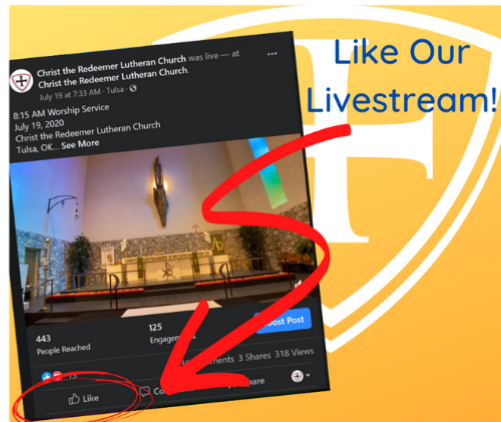 Like Our
Livestream!
Christ the Redeemer Lutheran Church was live — at
Christ the Redeemer Lutheran Church.
July 19 at 7:33 AM · Tulsa ·
8:15 AM Worship Service
July 19, 2020
Christ the Redeemer Lutheran Church
Tulsa, OK... See More
443
People Reached
125
Post
3 Shares 318 Views
Like